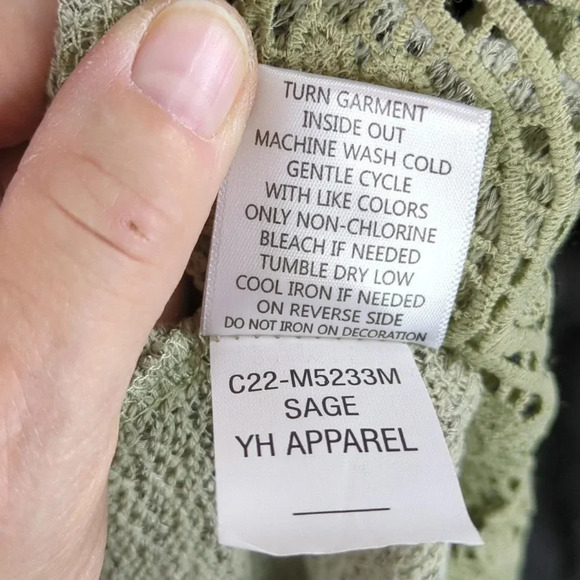 TURN GARMENT
INSIDE OUT
MACHINE WASH COLD
GENTLE CYCLE
WITH LIKE COLORS
ONLY NON-CHLORINE
BLEACH IF NEEDED
TUMBLE DRY LOW
COOL IRON IF NEEDED
ON REVERSE SIDE
DO NOT IRON ON DECORATION
C22-M5233M
SAGE
YH APPAREL